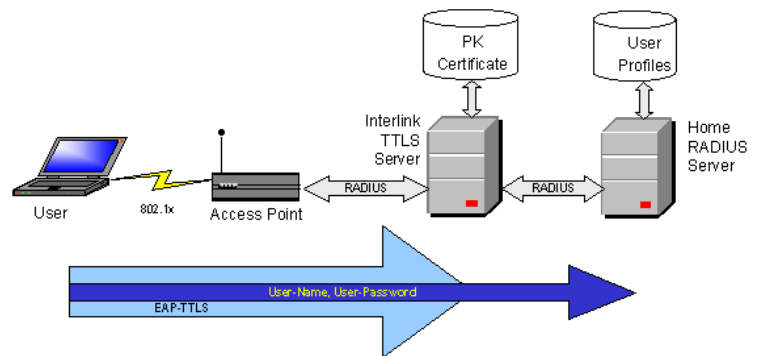 PK
Certificate
User
Profiles
Interlink
TTLS
Server
Home
RADIUS
Server
User
802.1x
Access Point
RADIUS
RADIUS
User-Name, User-Password
EAP-TTLS